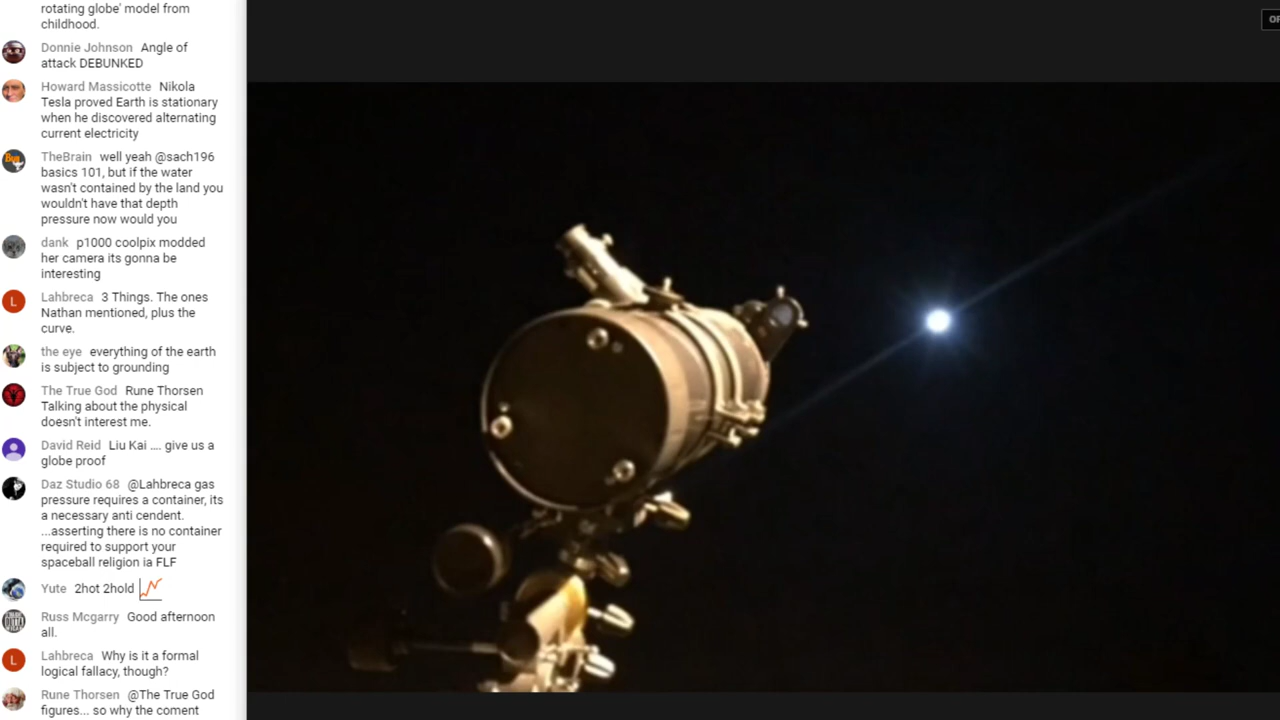 rotating globe' model from
childhood.
Donnie Johnson Angle of
attack DEBUNKED
Howard Massicotte Nikola
Tesla proved Earth is stationary
when he discovered alternating
current electricity
TheBrain well yeah @sach196
basics 101, but if the water
wasn't contained by the land you
wouldn't have that depth
pressure now would you
dank p1000 coolpix modded
her camera its gonna be
interesting
L
Lahbreca 3 Things. The ones
Nathan mentioned, plus the
curve.
the eye everything of the earth
is subject to grounding
The True God Rune Thorsen
Talking about the physical
doesn't interest me.
David Reid Liu Kai .... give us a
globe proof
Daz Studio 68 @Lahbreca gas
pressure requires a container, its
a necessary anti cendent.
...asserting there is no container
required to support your
spaceball religion ia FLF
Yute 2hot 2hold
Russ Mcgarry Good afternoon
all.
L
Lahbreca Why is it a formal
logical fallacy, though?
Rune Thorsen @The True God
figures... so why the coment